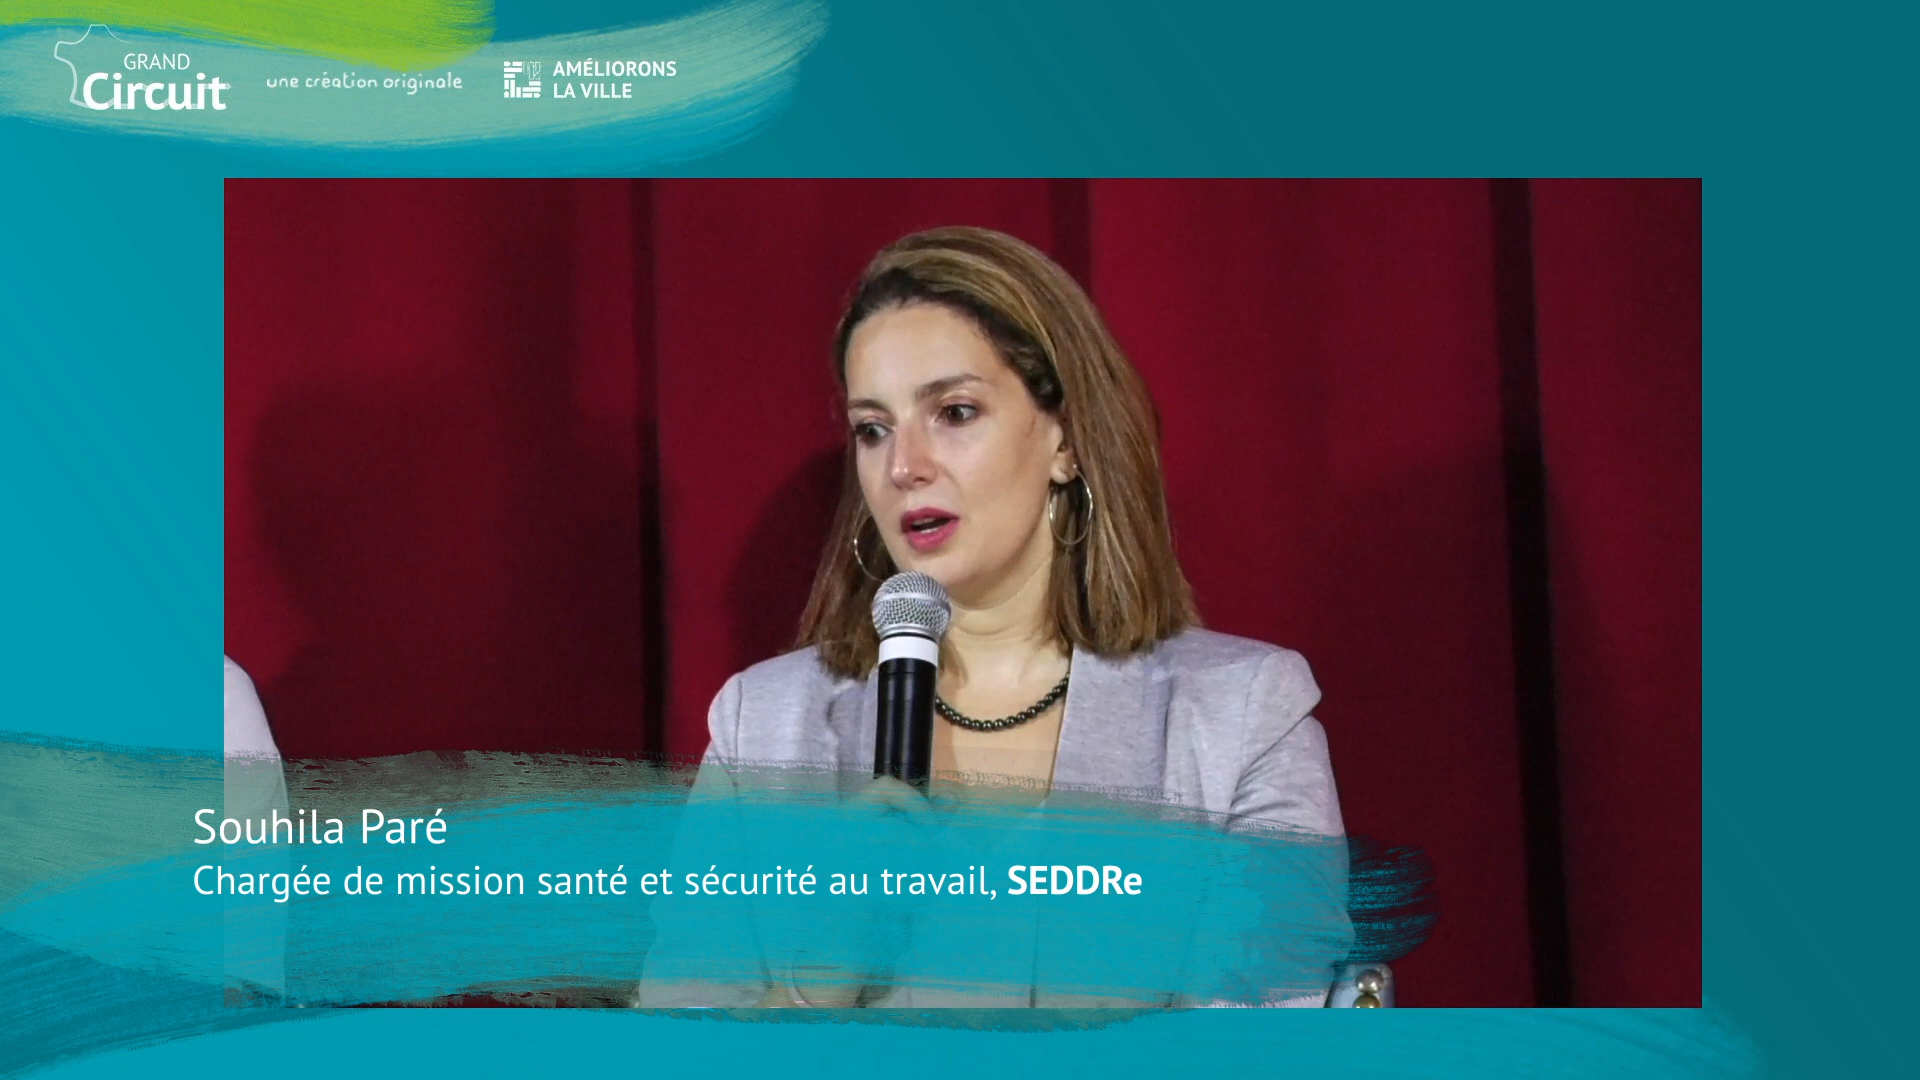 GRAND
Circuit
une création originale
AMÉLIORONS
LA VILLE
Souhila Paré
Chargée de mission santé et sécurité au travail, SEDDRe